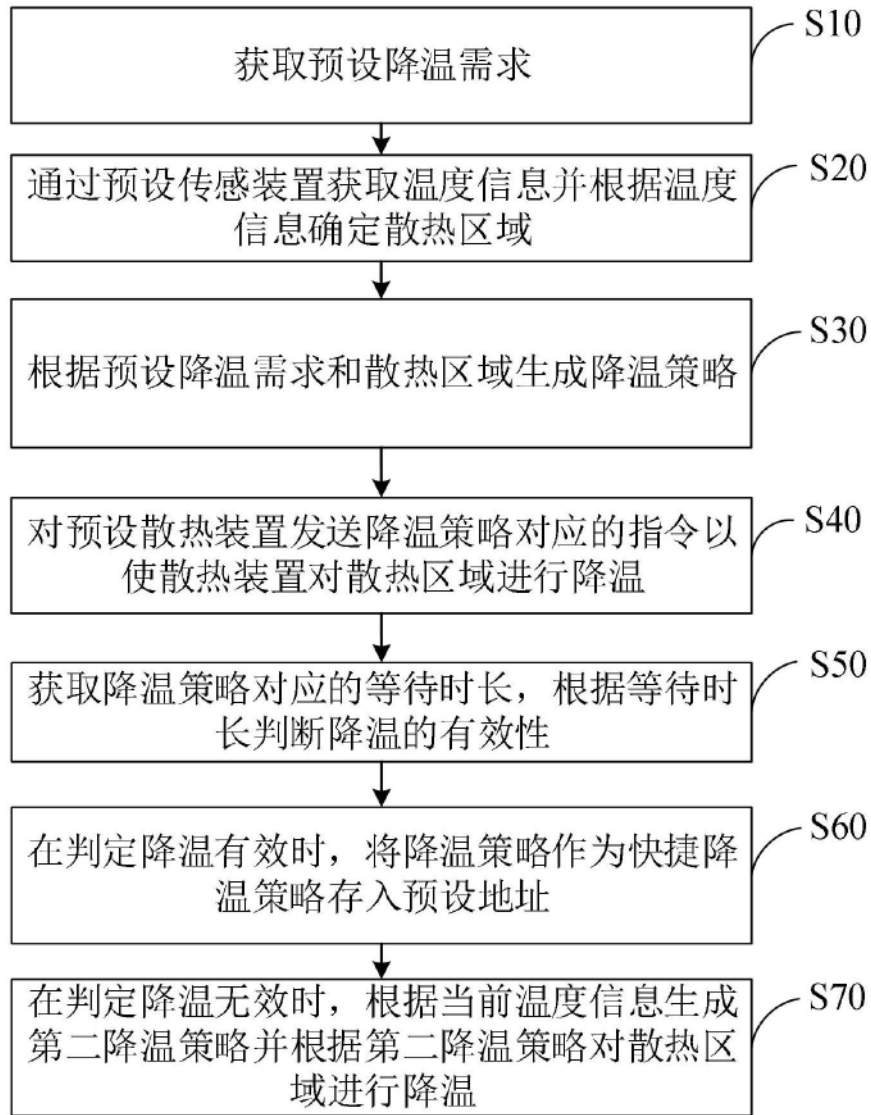 S10
获取预设降温需求
S20
通过预设传感装置获取温度信息并根据温度
信息确定散热区域
S30
根据预设降温需求和散热区域生成降温策略
S40
对预设散热装置发送降温策略对应的指令以
使散热装置对散热区域进行降温
S50
获取降温策略对应的等待时长，根据等待时
长判断降温的有效性
S60
在判定降温有效时，将降温策略作为快捷降
温策略存入预设地址
S70
在判定降温无效时，根据当前温度信息生成
第二降温策略并根据第二降温策略对散热区
域进行降温